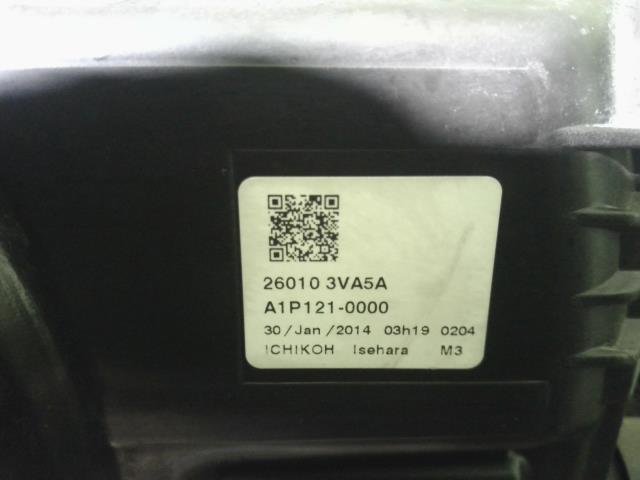 26010 3VA5A
A1P121-0000
30/Jan/2014 03h19 0204
ICHIKOH Isehara M3